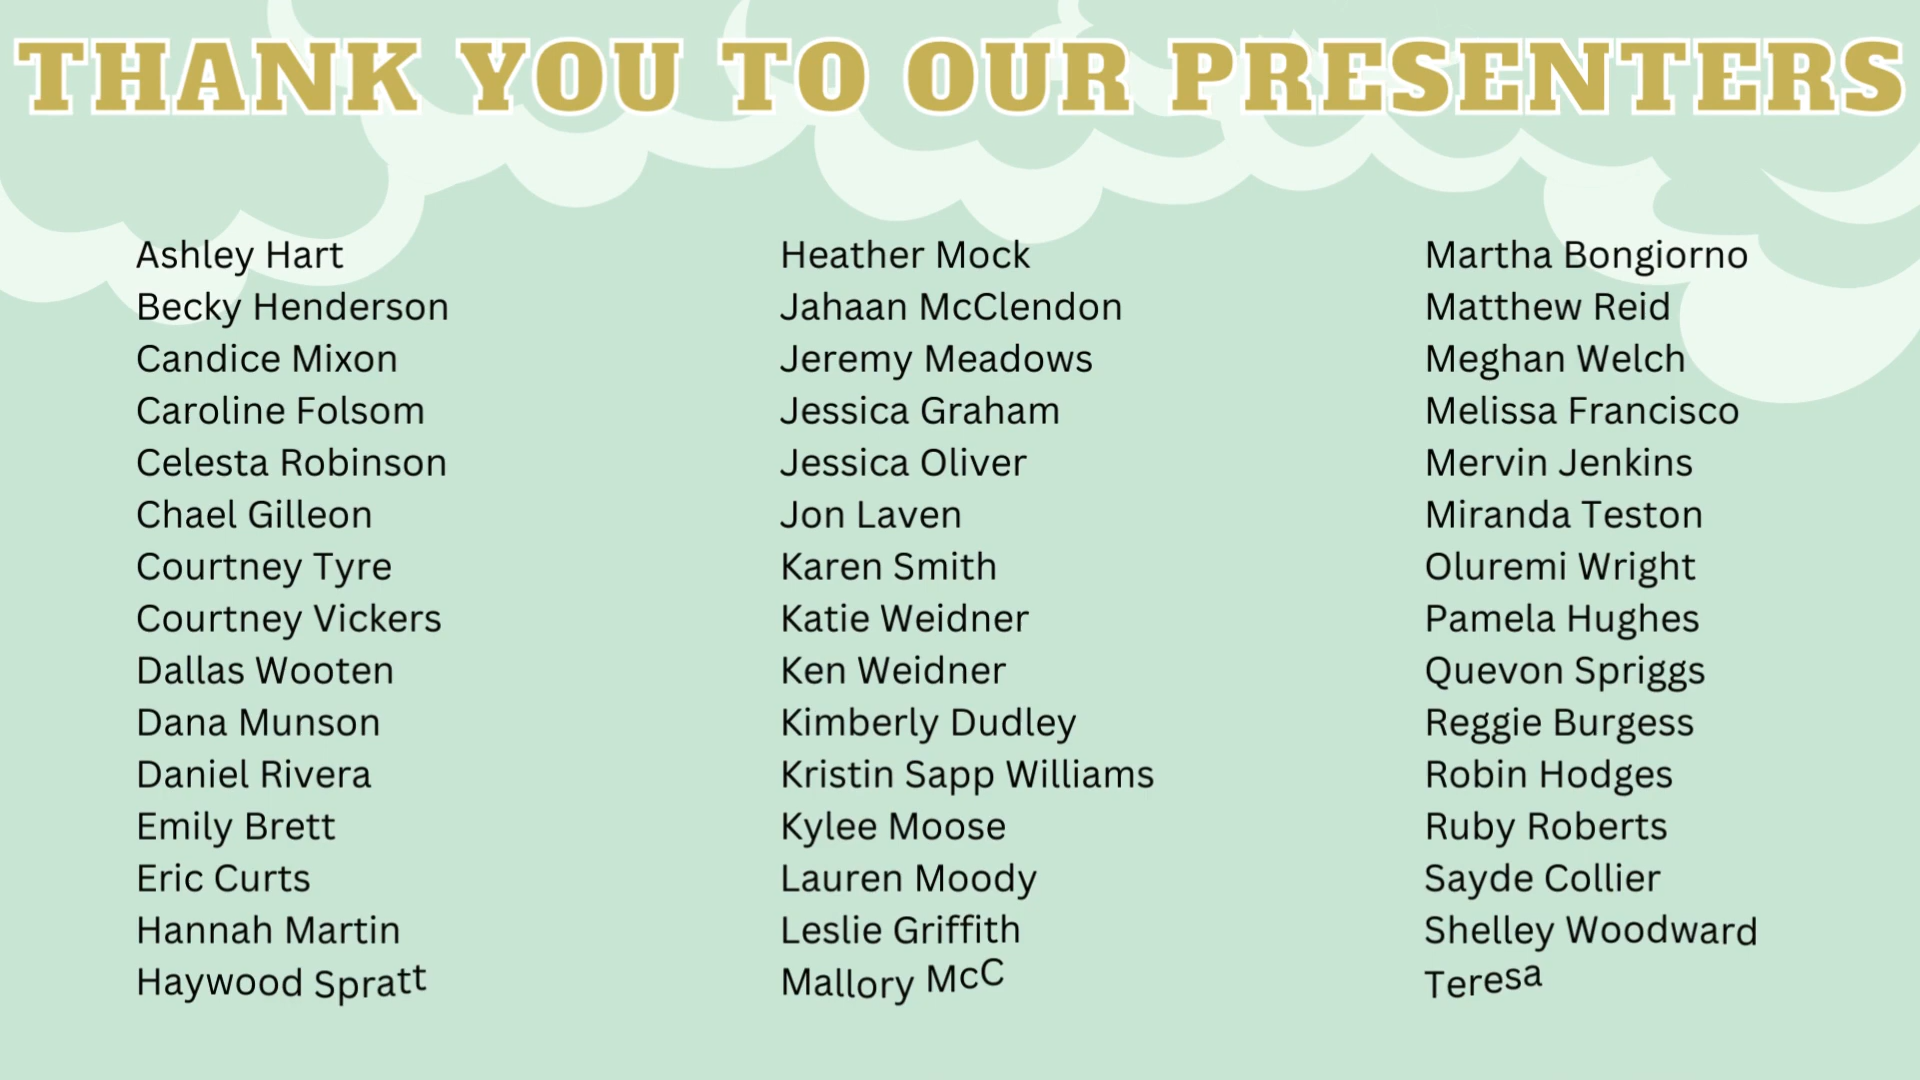 THANK YOU TO OUR PRESENTERS
Ashley Hart
Becky Henderson
Candice Mixon
Caroline Folsom
Celesta Robinson
Chael Gilleon
Courtney Tyre
Courtney Vickers
Dallas Wooten
Dana Munson
Daniel Rivera
Emily Brett
Eric Curts
Hannah Martin
Haywood Spratt
Heather Mock
Jahaan McClendon
Jeremy Meadows
Jessica Graham
Jessica Oliver
Jon Laven
Karen Smith
Katie Weidner
Ken Weidner
Kimberly Dudley
Kristin Sapp Williams
Kylee Moose
Lauren Moody
Leslie Griffith
Mallory McC
Martha Bongiorno
Matthew Reid
Meghan Welch
Melissa Francisco
Mervin Jenkins
Miranda Teston
Oluremi Wright
Pamela Hughes
Quevon Spriggs
Reggie Burgess
Robin Hodges
Ruby Roberts
Sayde Collier
Shelley Woodward
Teresa